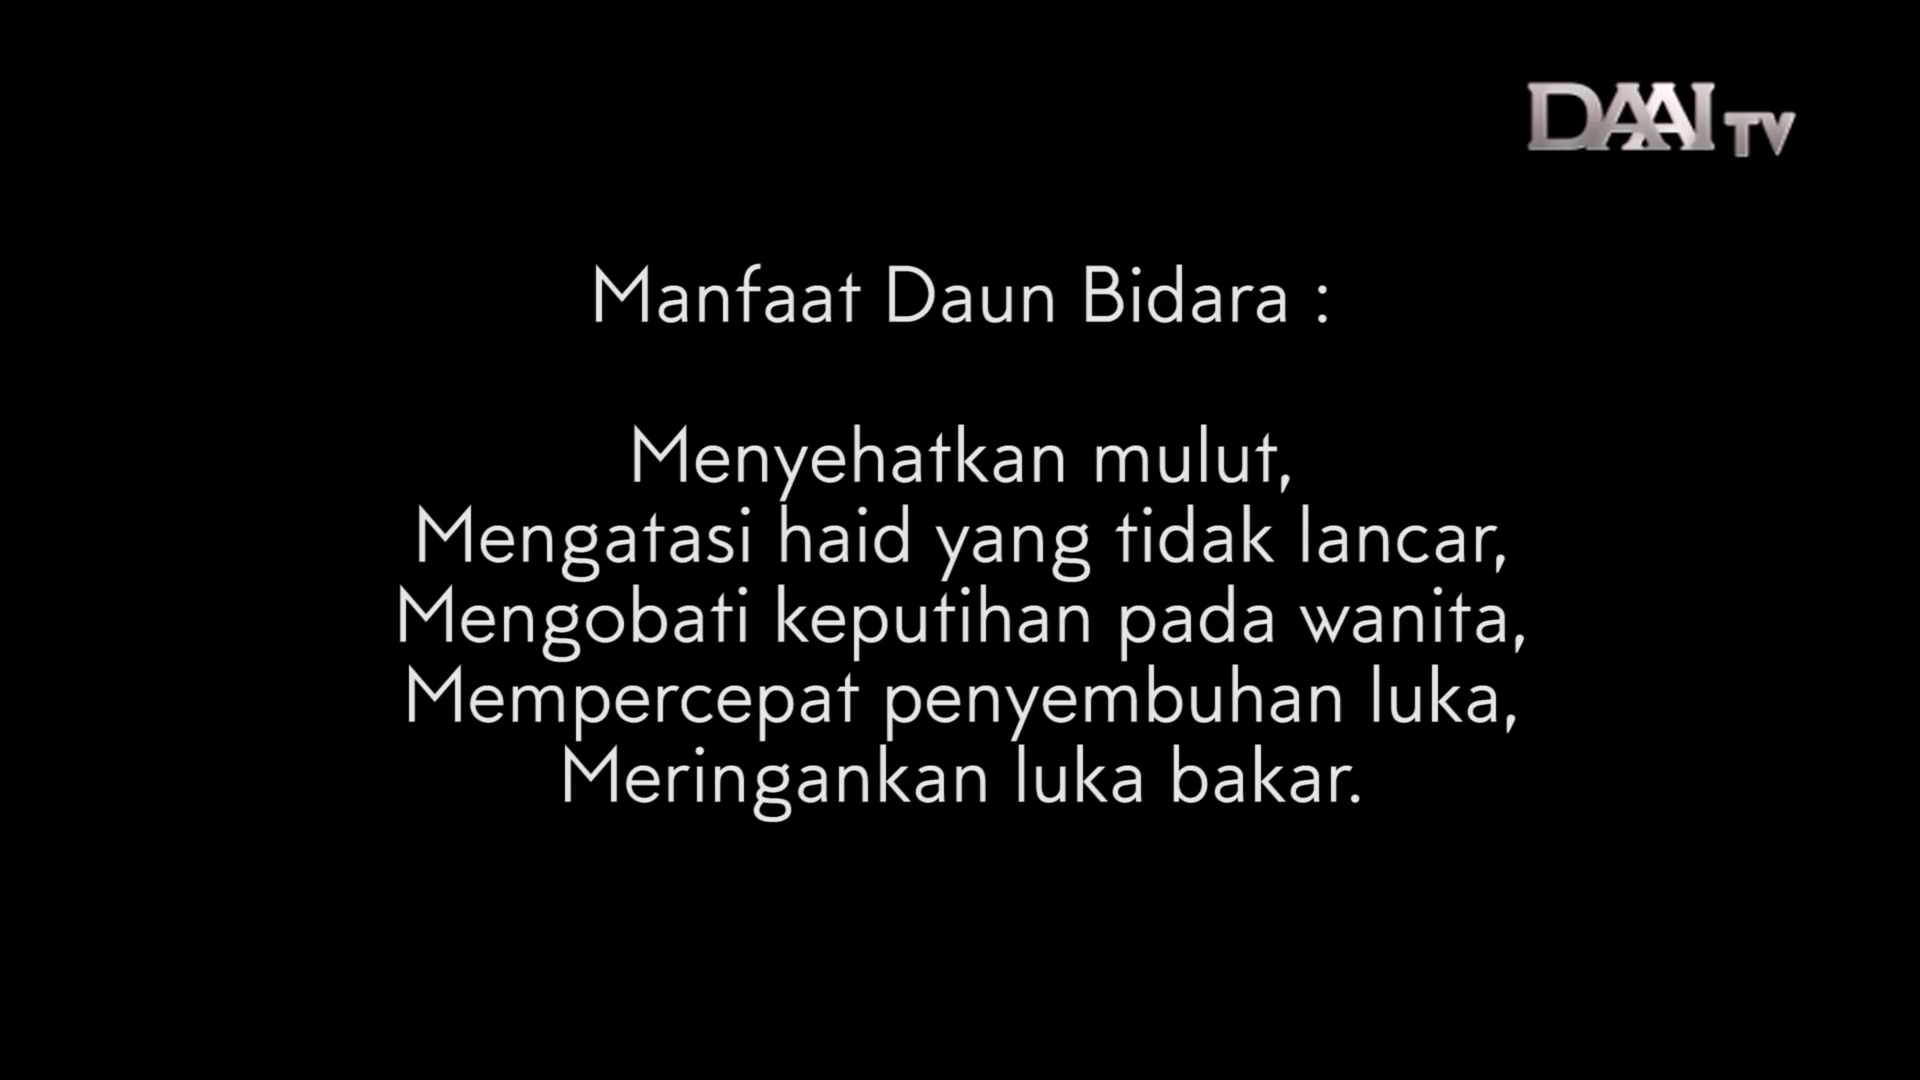 DAAI TV
Manfaat Daun Bidara :
Menyehatkan mulut,
Mengatasi haid yang tidak lancar,
Mengobati keputihan pada wanita,
Mempercepat penyembuhan luka,
Meringankan luka bakar.